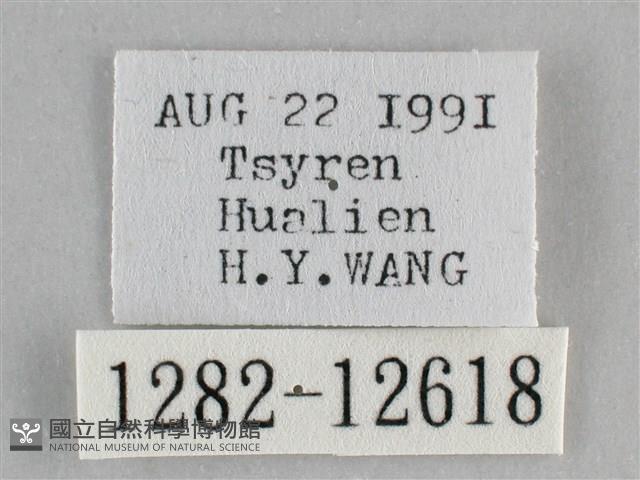 AUG 22 1991
Tsyren
Hualien
H.Y.WANG
1282-12618
國立自然科學博物館
NATIONAL MUSEUM OF NATURAL SCIENCE